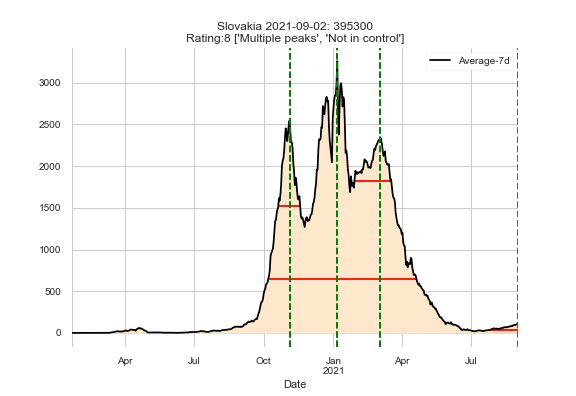 Slovakia 2021-09-02: 395300
Rating:8 ['Multiple peaks', 'Not in control']
Average-7d
3000
2500
2000
1500
1000
500
0
Apr Jul Oct Jan Apr Jul
2021
Date